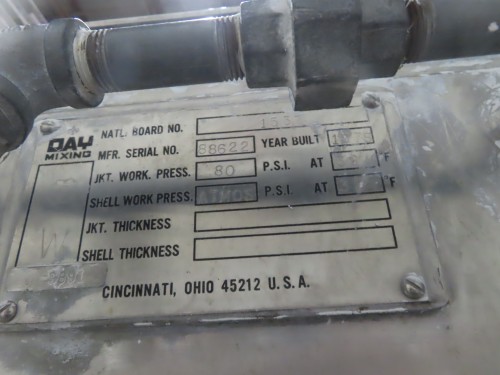 DAY
MIXING
NATL. BOARD NO.
MFR. SERIAL NO. 88622 YEAR BUILT
JKT. WORK. PRESS. 80 P.S.I. AT °F
SHELL WORK PRESS. ATMOS P.S.I. AT °F
JKT. THICKNESS
SHELL THICKNESS
W
CINCINNATI, OHIO 45212 U.S.A.